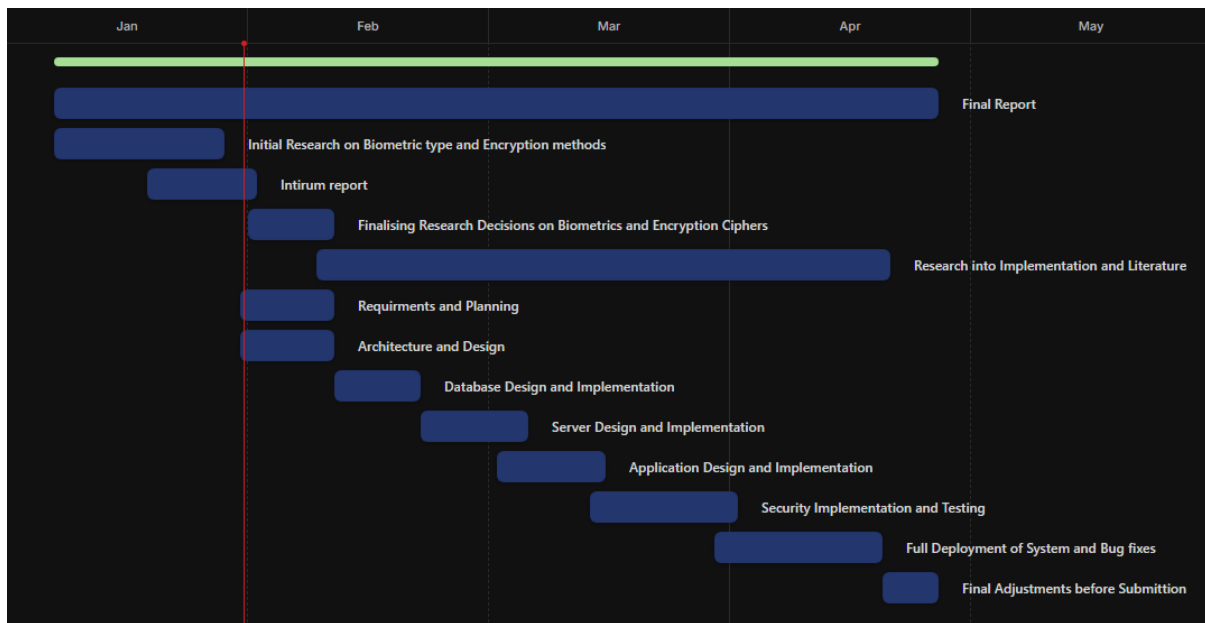 Jan Feb Mar Apr May
Final Report
Initial Research on Biometric type and Encryption methods
Intirum report
Finalising Research Decisions on Biometrics and Encryption Ciphers
Research into Implementation and Literature
Requirments and Planning
Architecture and Design
Database Design and Implementation
Server Design and Implementation
Application Design and Implementation
Security Implementation and Testing
Full Deployment of System and Bug fixes
Final Adjustments before Submittion